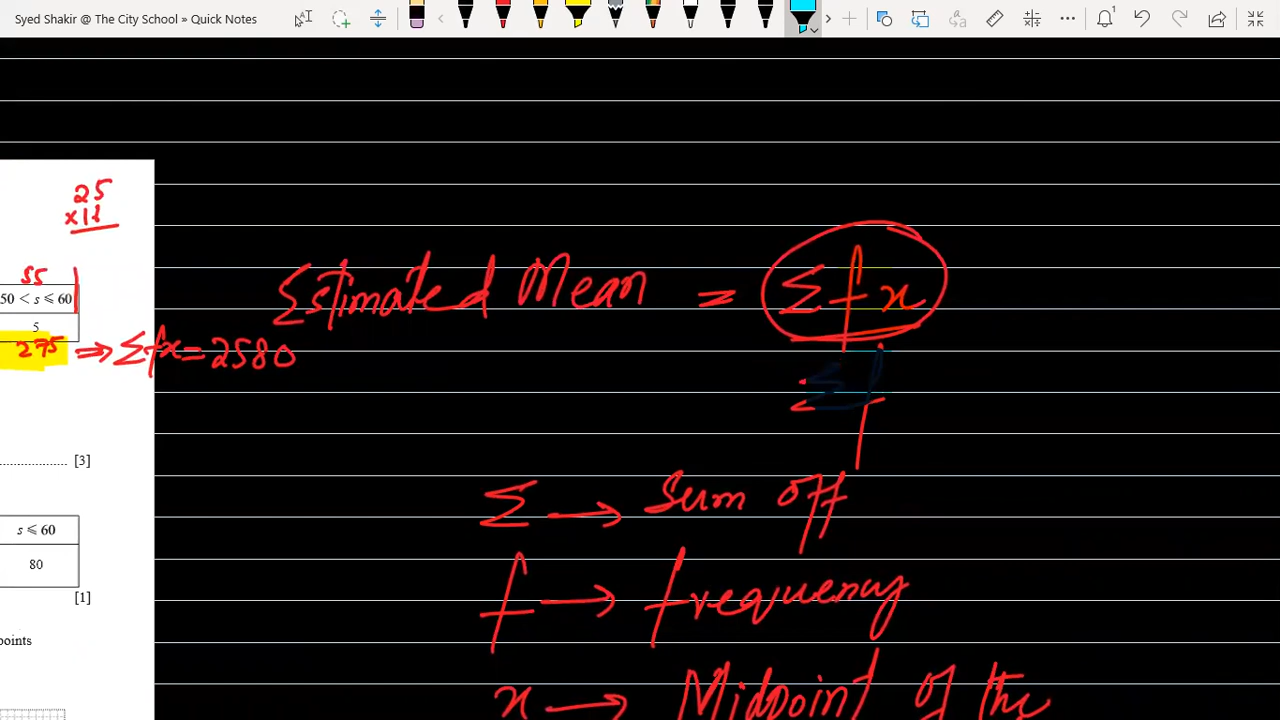 Syed Shakir @ The City School » Quick Notes
25
×11
55
50 < s ⩽ 60
5
275 ⇒ Σfx = 2580
[3]
s ⩽ 60
80
[1]
points
Estimated Mean = Σfx
Σf
Σ → Sum off
f → frequency
x → Midpoint of the